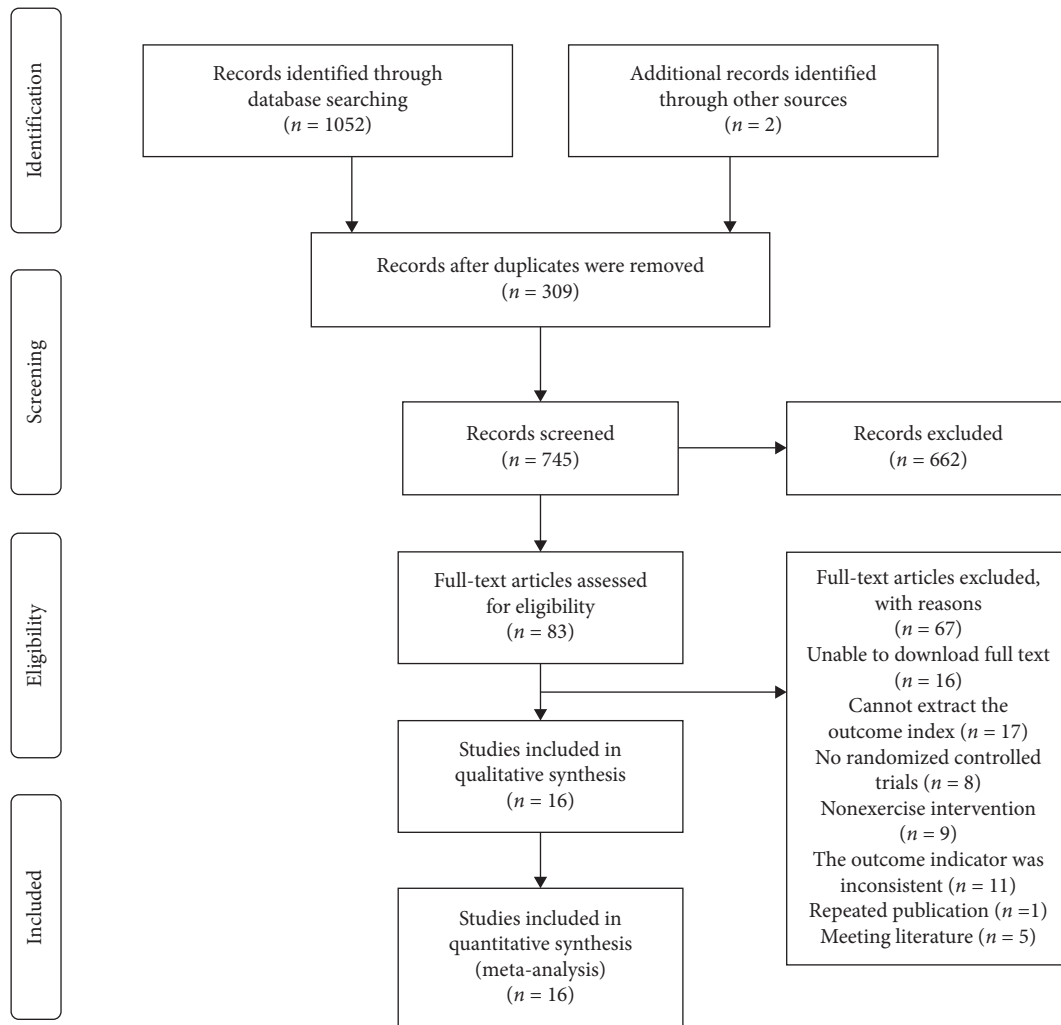 Identification
Records identified through
database searching
(n = 1052)
Additional records identified
through other sources
(n = 2)
Records after duplicates were removed
(n = 309)
Screening
Records screened
(n = 745)
Records excluded
(n = 662)
Eligibility
Full-text articles assessed
for eligibility
(n = 83)
Full-text articles excluded,
with reasons
(n = 67)
Unable to download full text
(n = 16)
Cannot extract the
outcome index (n = 17)
No randomized controlled
trials (n = 8)
Nonexercise intervention
(n = 9)
The outcome indicator was
inconsistent (n = 11)
Repeated publication (n =1)
Meeting literature (n = 5)
Studies included in
qualitative synthesis
(n = 16)
Included
Studies included in
quantitative synthesis
(meta-analysis)
(n = 16)